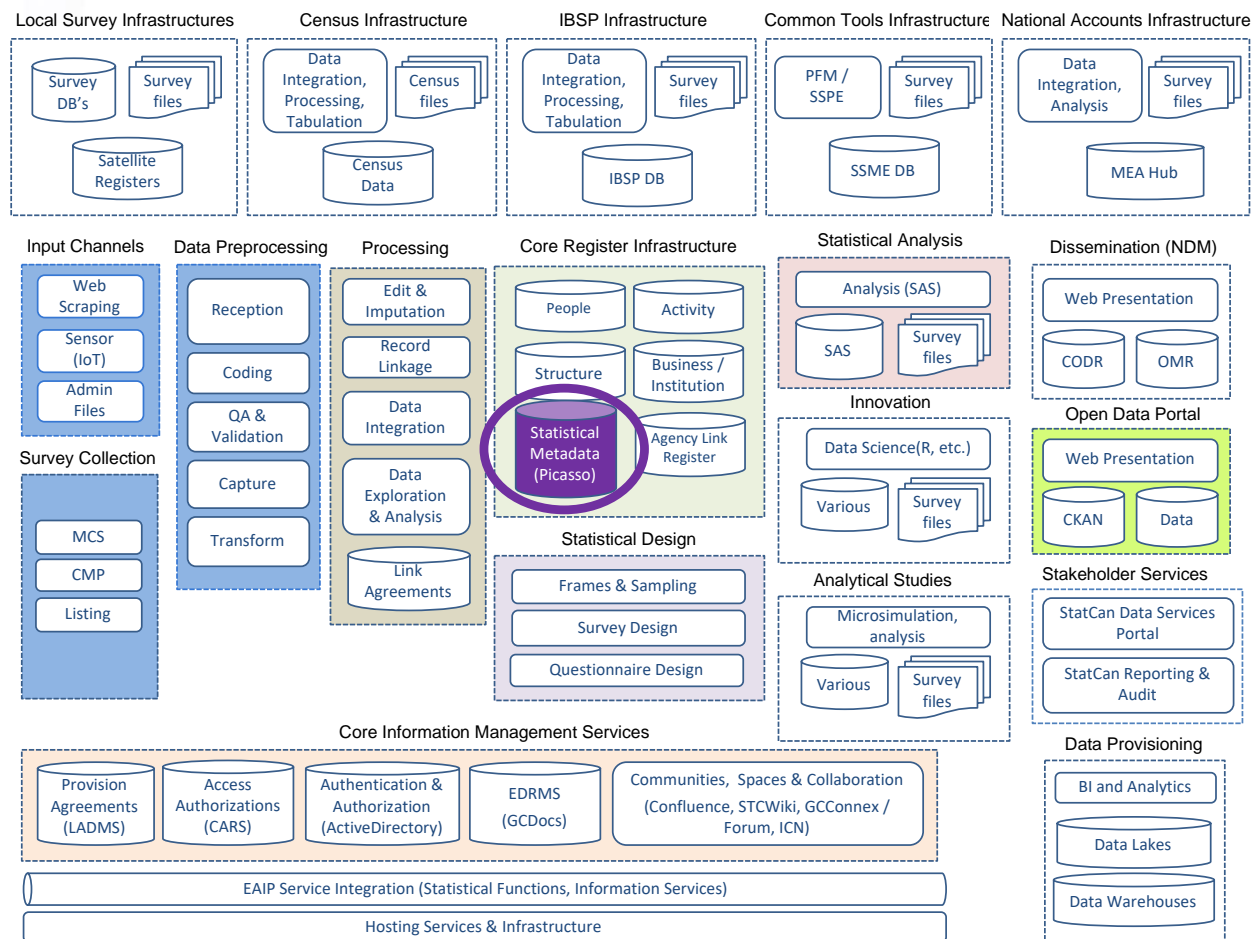 Local Survey Infrastructures
Census Infrastructure
IBSP Infrastructure
Common Tools Infrastructure
National Accounts Infrastructure
Survey
DB's
Survey
files
Satellite
Registers
Data
Integration,
Processing,
Tabulation
Census
files
Census
Data
Data
Integration,
Processing,
Tabulation
Survey
files
IBSP DB
PFM /
SSPE
Survey
files
SSME DB
Data
Integration,
Analysis
Survey
files
MEA Hub
Input Channels
Web
Scraping
Sensor
(IoT)
Admin
Files
Survey Collection
MCS
CMP
Listing
Data Preprocessing
Reception
Coding
QA &
Validation
Capture
Transform
Processing
Edit &
Imputation
Record
Linkage
Data
Integration
Data
Exploration
& Analysis
Link
Agreements
Core Register Infrastructure
People
Activity
Structure
Business /
Institution
Statistical
Metadata
(Picasso)
Agency Link
Register
Statistical Design
Frames & Sampling
Survey Design
Questionnaire Design
Statistical Analysis
Analysis (SAS)
SAS
Survey
files
Innovation
Data Science(R, etc.)
Various
Survey
files
Analytical Studies
Microsimulation,
analysis
Various
Survey
files
Dissemination (NDM)
Web Presentation
CODR
OMR
Open Data Portal
Web Presentation
CKAN
Data
Stakeholder Services
StatCan Data Services
Portal
StatCan Reporting &
Audit
Data Provisioning
BI and Analytics
Data Lakes
Data Warehouses
Core Information Management Services
Provision
Agreements
(LADMS)
Access
Authorizations
(CARS)
Authentication &
Authorization
(ActiveDirectory)
EDRMS
(GCDocs)
Communities, Spaces & Collaboration
(Confluence, STCWiki, GCConnex /
Forum, ICN)
EAIP Service Integration (Statistical Functions, Information Services)
Hosting Services & Infrastructure